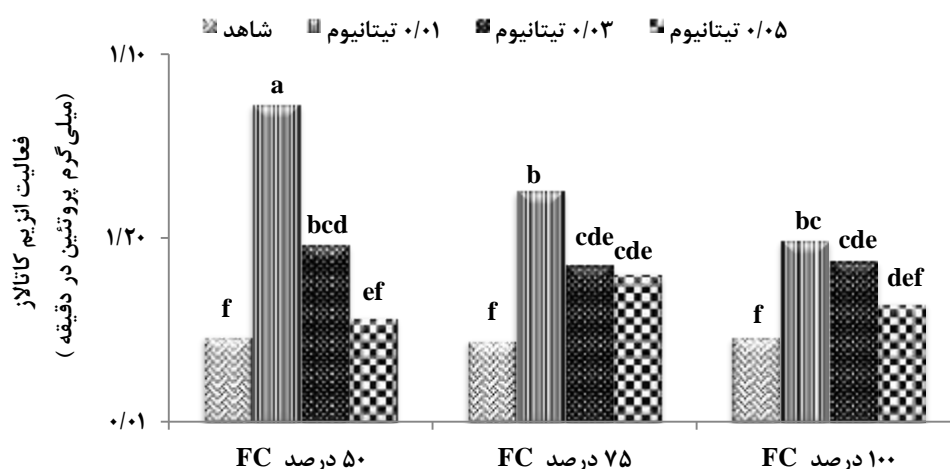 شاهد ۰/۰۱ تیتانیوم ۰/۰۳ تیتانیوم ۰/۰۵ تیتانیوم
فعالیت انزیم کاتالاز
(میلی گرم پروتئین در دقیقه )
۱/۱۰
۱/۲۰
۰/۰۱
f a bcd ef
f b cde cde
f bc cde def
۵۰ درصد FC
۷۵ درصد FC
۱۰۰ درصد FC